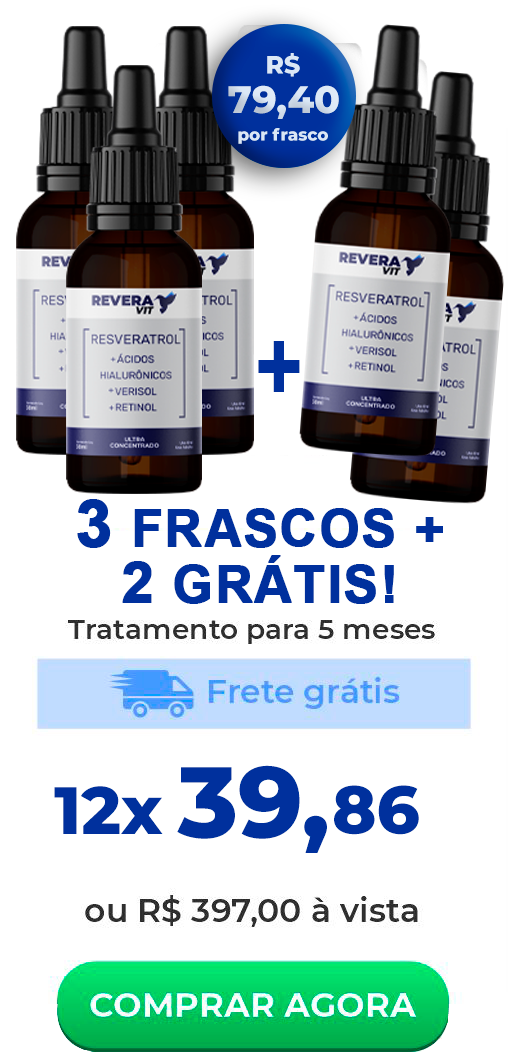 R$
79,40
por frasco
REVERA
VIT
RESVERATROL
+ÁCIDOS
HIALURÔNICOS
+VERISOL
+RETINOL
ULTRA
CONCENTRADO
30ml
+
REVERA
VIT
RESVERATROL
+ÁCIDOS
HIALURÔNICOS
+VERISOL
+RETINOL
ULTRA
CONCENTRADO
30ml
3 FRASCOS +
2 GRÁTIS!
Tratamento para 5 meses
Frete grátis
12x 39,86
ou R$ 397,00 à vista
COMPRAR AGORA